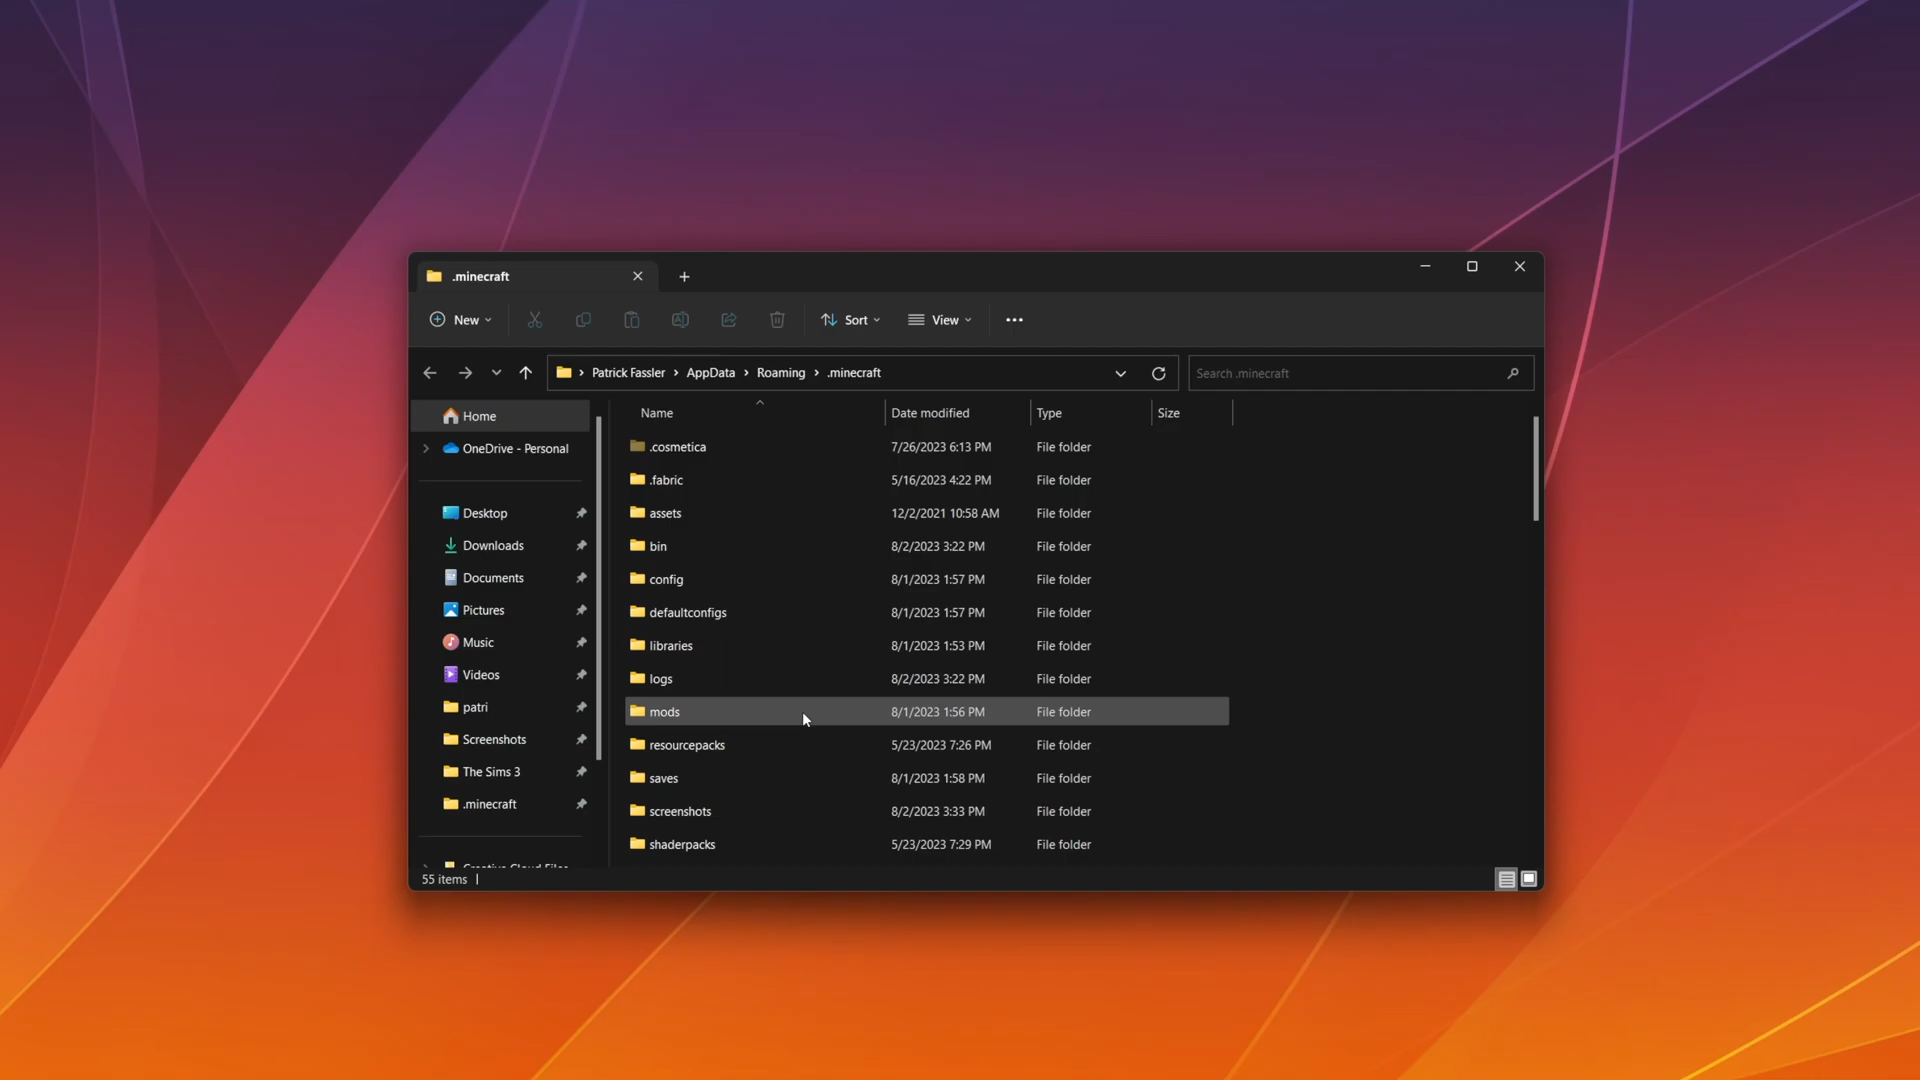 .minecraft
New
Sort
View
Patrick Fassler > AppData > Roaming > .minecraft
Search .minecraft
Home
OneDrive - Personal
Desktop
Downloads
Documents
Pictures
Music
Videos
patri
Screenshots
The Sims 3
.minecraft
Creative Cloud Files
Name Date modified Type Size
.cosmetica 7/26/2023 6:13 PM File folder
.fabric 5/16/2023 4:22 PM File folder
assets 12/2/2021 10:58 AM File folder
bin 8/2/2023 3:22 PM File folder
config 8/1/2023 1:57 PM File folder
defaultconfigs 8/1/2023 1:57 PM File folder
libraries 8/1/2023 1:53 PM File folder
logs 8/2/2023 3:22 PM File folder
mods 8/1/2023 1:56 PM File folder
resourcepacks 5/23/2023 7:26 PM File folder
saves 8/1/2023 1:58 PM File folder
screenshots 8/2/2023 3:33 PM File folder
shaderpacks 5/23/2023 7:29 PM File folder
55 items